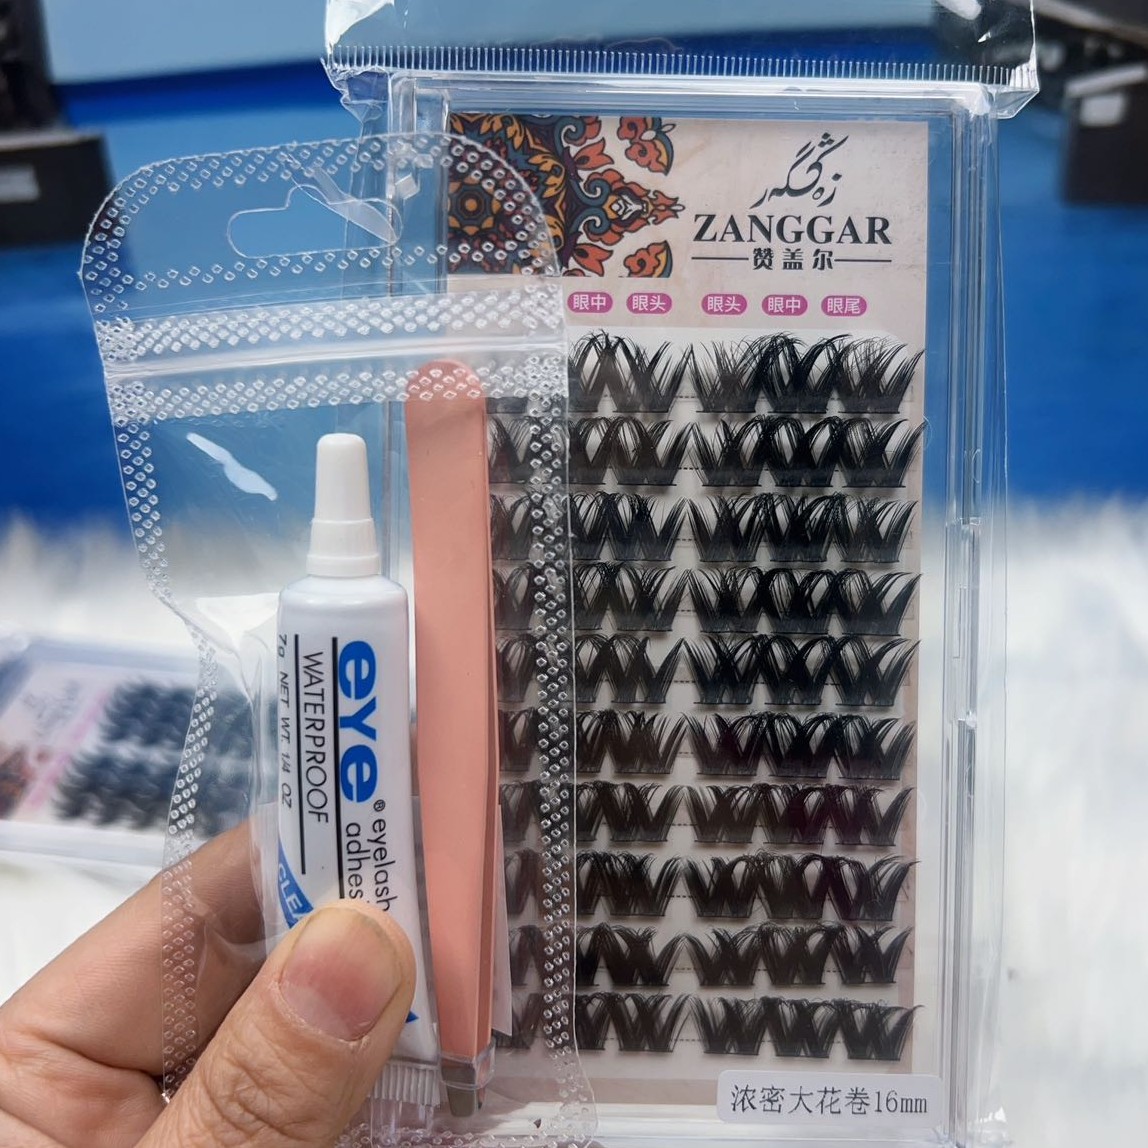 زەڭگەر
ZANGGAR
赞盖尔
眼中 眼头 眼头 眼中 眼尾
eye® eyelash
WATERPROOF
7g NET WT. 1/4 OZ
浓密大花卷16mm